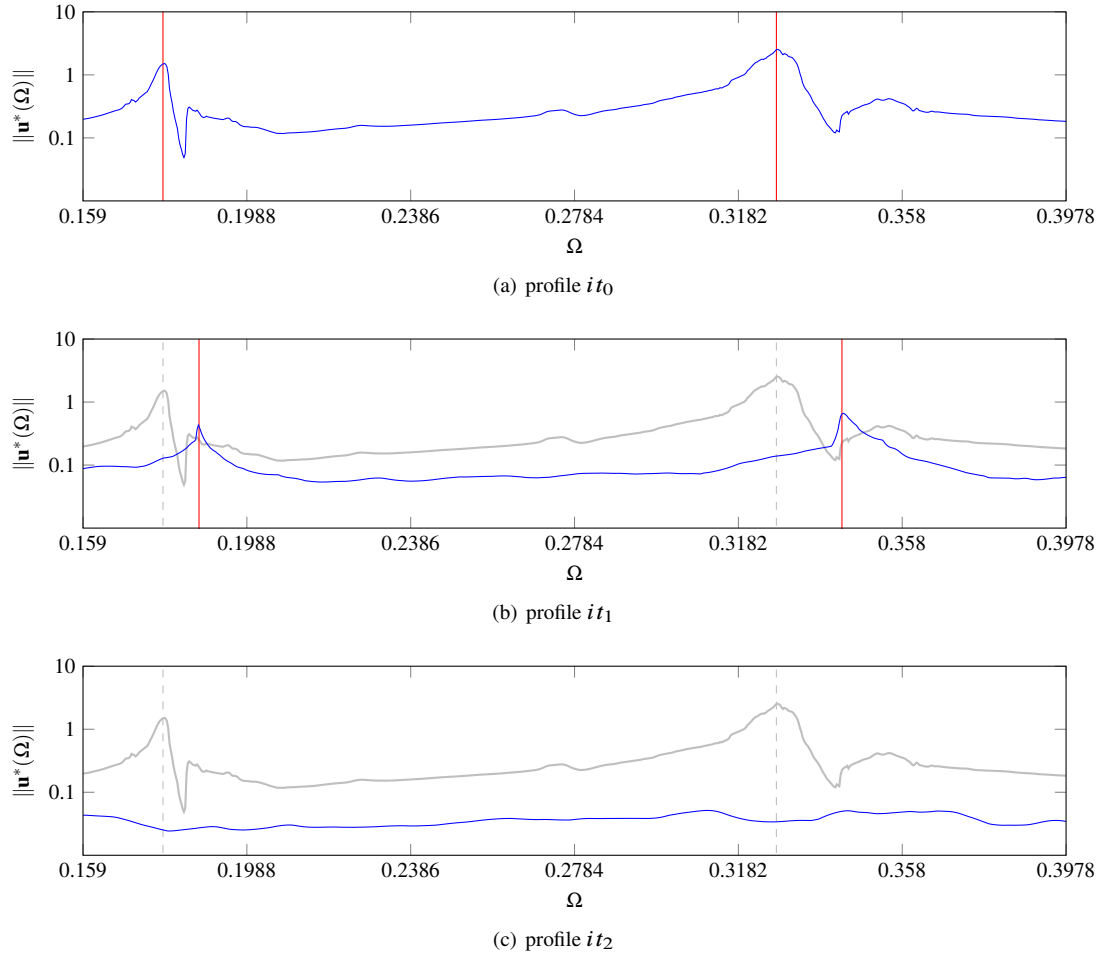 10
1
0.1
‖u*(Ω)‖
0.159 0.1988 0.2386 0.2784 0.3182 0.358 0.3978
Ω
(a) profile it₀
10
1
0.1
‖u*(Ω)‖
0.159 0.1988 0.2386 0.2784 0.3182 0.358 0.3978
Ω
(b) profile it₁
10
1
0.1
‖u*(Ω)‖
0.159 0.1988 0.2386 0.2784 0.3182 0.358 0.3978
Ω
(c) profile it₂